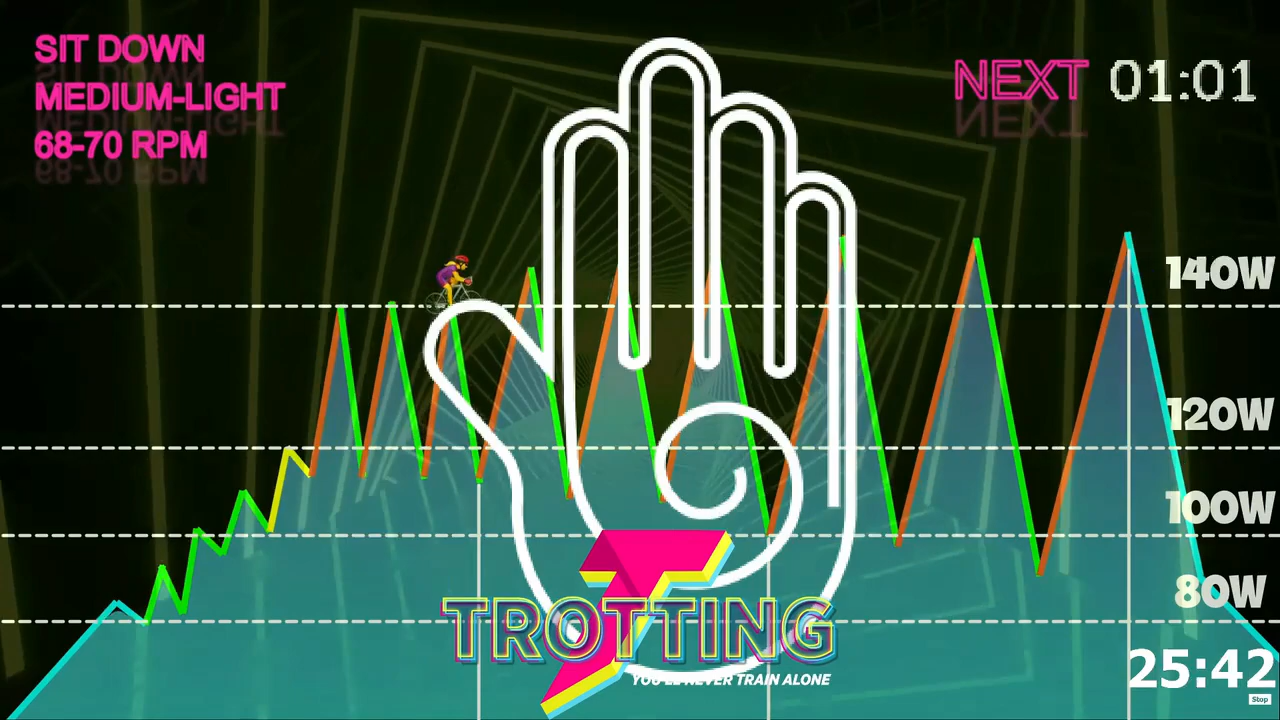 SIT DOWN
MEDIUM-LIGHT
68-70 RPM
NEXT 01:01
140W
120W
100W
80W
TROTTING
YOU'LL NEVER TRAIN ALONE
25:42
Stop